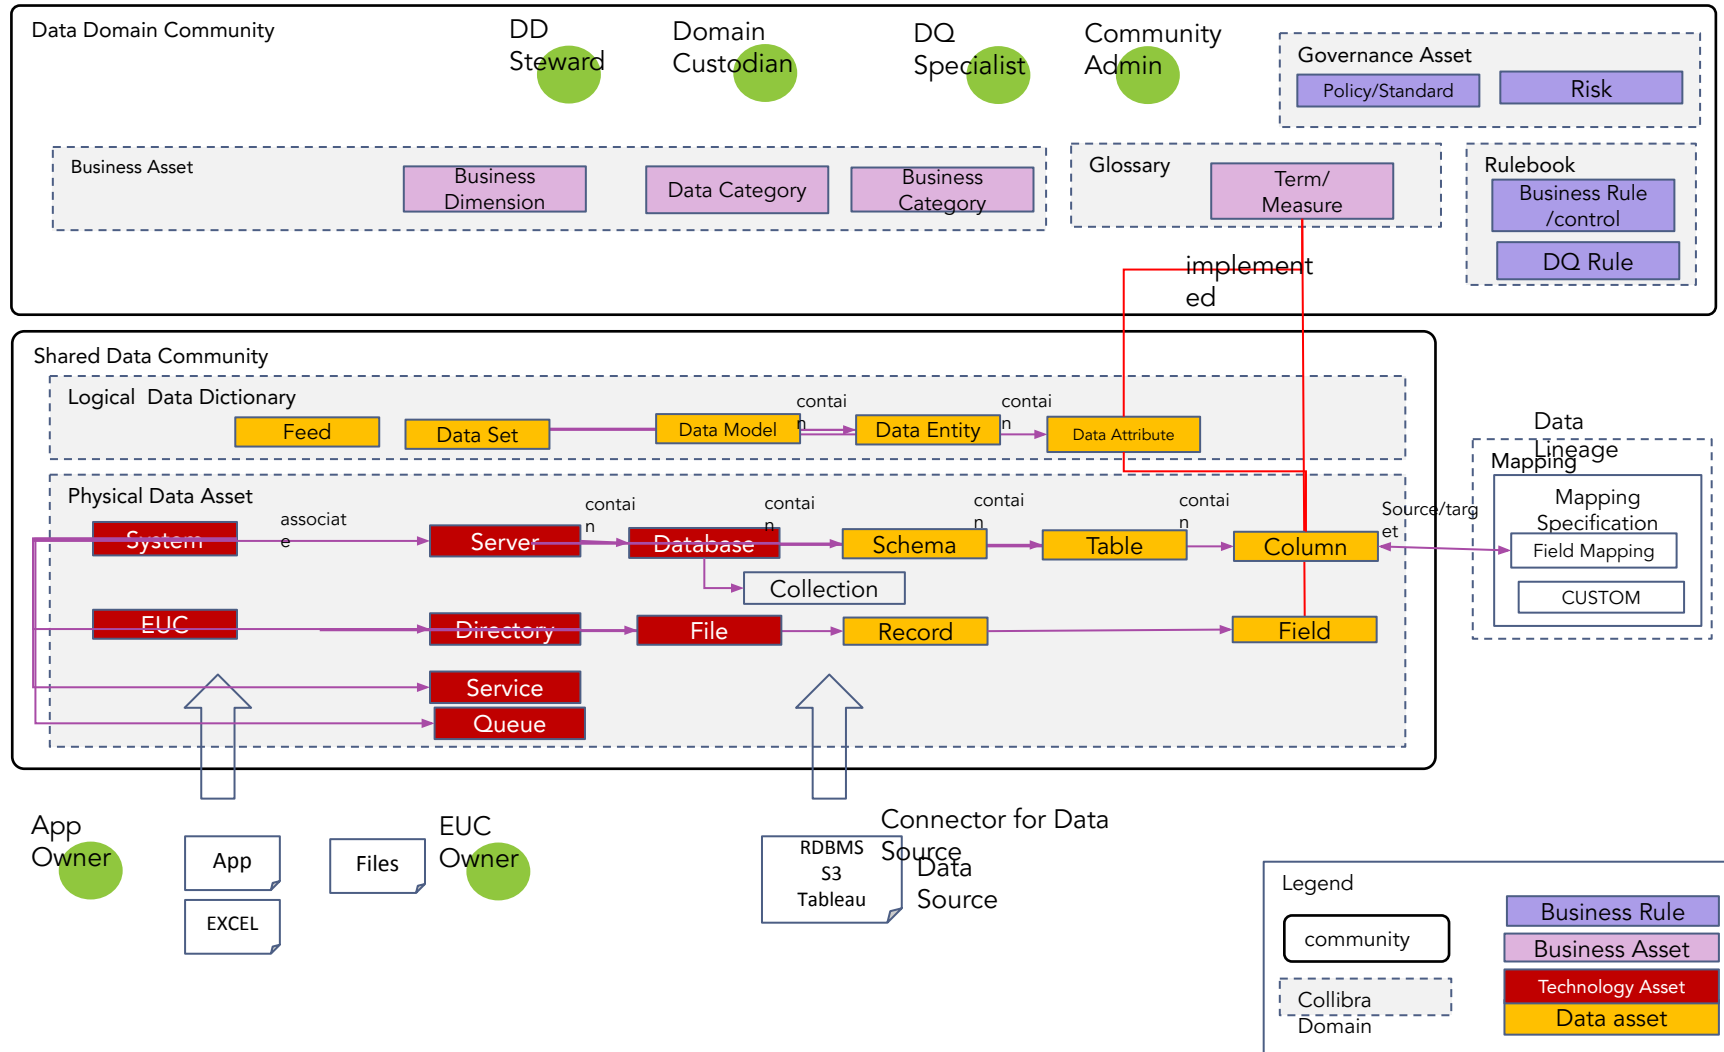 Data Domain Community
DD
Steward
Domain
Custodian
DQ
Specialist
Community
Admin
Governance Asset
Policy/Standard
Risk
Business Asset
Business
Dimension
Data Category
Business
Category
Glossary
Term/
Measure
Rulebook
Business Rule
/control
DQ Rule
implement
ed
Shared Data Community
Logical  Data Dictionary
Feed
Data Set
Data Model
contai
n
Data Entity
contai
n
Data Attribute
Physical Data Asset
System
associat
e
Server
contai
n
Database
contai
n
Schema
contai
n
Table
contai
n
Column
Source/targ
et
Collection
EUC
Directory
File
Record
Field
Service
Queue
Data
Lineage
Mapping
Mapping
Specification
Field Mapping
CUSTOM
App
Owner
App
EXCEL
Files
EUC
Owner
RDBMS
S3
Tableau
Connector for Data
Source
Data
Source
Legend
community
Collibra
Domain
Business Rule
Business Asset
Technology Asset
Data asset